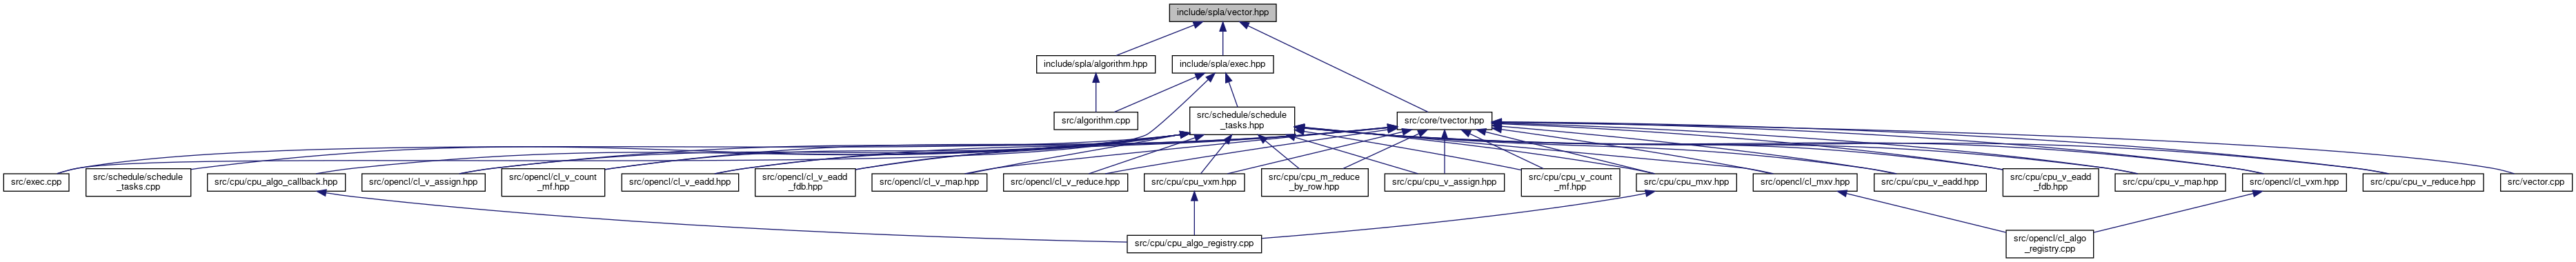 include/spla/vector.hpp
include/spla/algorithm.hpp
include/spla/exec.hpp
src/algorithm.cpp
src/schedule/schedule
_tasks.hpp
src/core/tvector.hpp
src/exec.cpp
src/schedule/schedule
_tasks.cpp
src/cpu/cpu_algo_callback.hpp
src/opencl/cl_v_assign.hpp
src/opencl/cl_v_count
_mf.hpp
src/opencl/cl_v_eadd.hpp
src/opencl/cl_v_eadd
_fdb.hpp
src/opencl/cl_v_map.hpp
src/opencl/cl_v_reduce.hpp
src/cpu/cpu_vxm.hpp
src/cpu/cpu_m_reduce
_by_row.hpp
src/cpu/cpu_v_assign.hpp
src/cpu/cpu_v_count
_mf.hpp
src/cpu/cpu_mxv.hpp
src/opencl/cl_mxv.hpp
src/cpu/cpu_v_eadd.hpp
src/cpu/cpu_v_eadd
_fdb.hpp
src/cpu/cpu_v_map.hpp
src/opencl/cl_vxm.hpp
src/cpu/cpu_v_reduce.hpp
src/vector.cpp
src/cpu/cpu_algo_registry.cpp
src/opencl/cl_algo
_registry.cpp